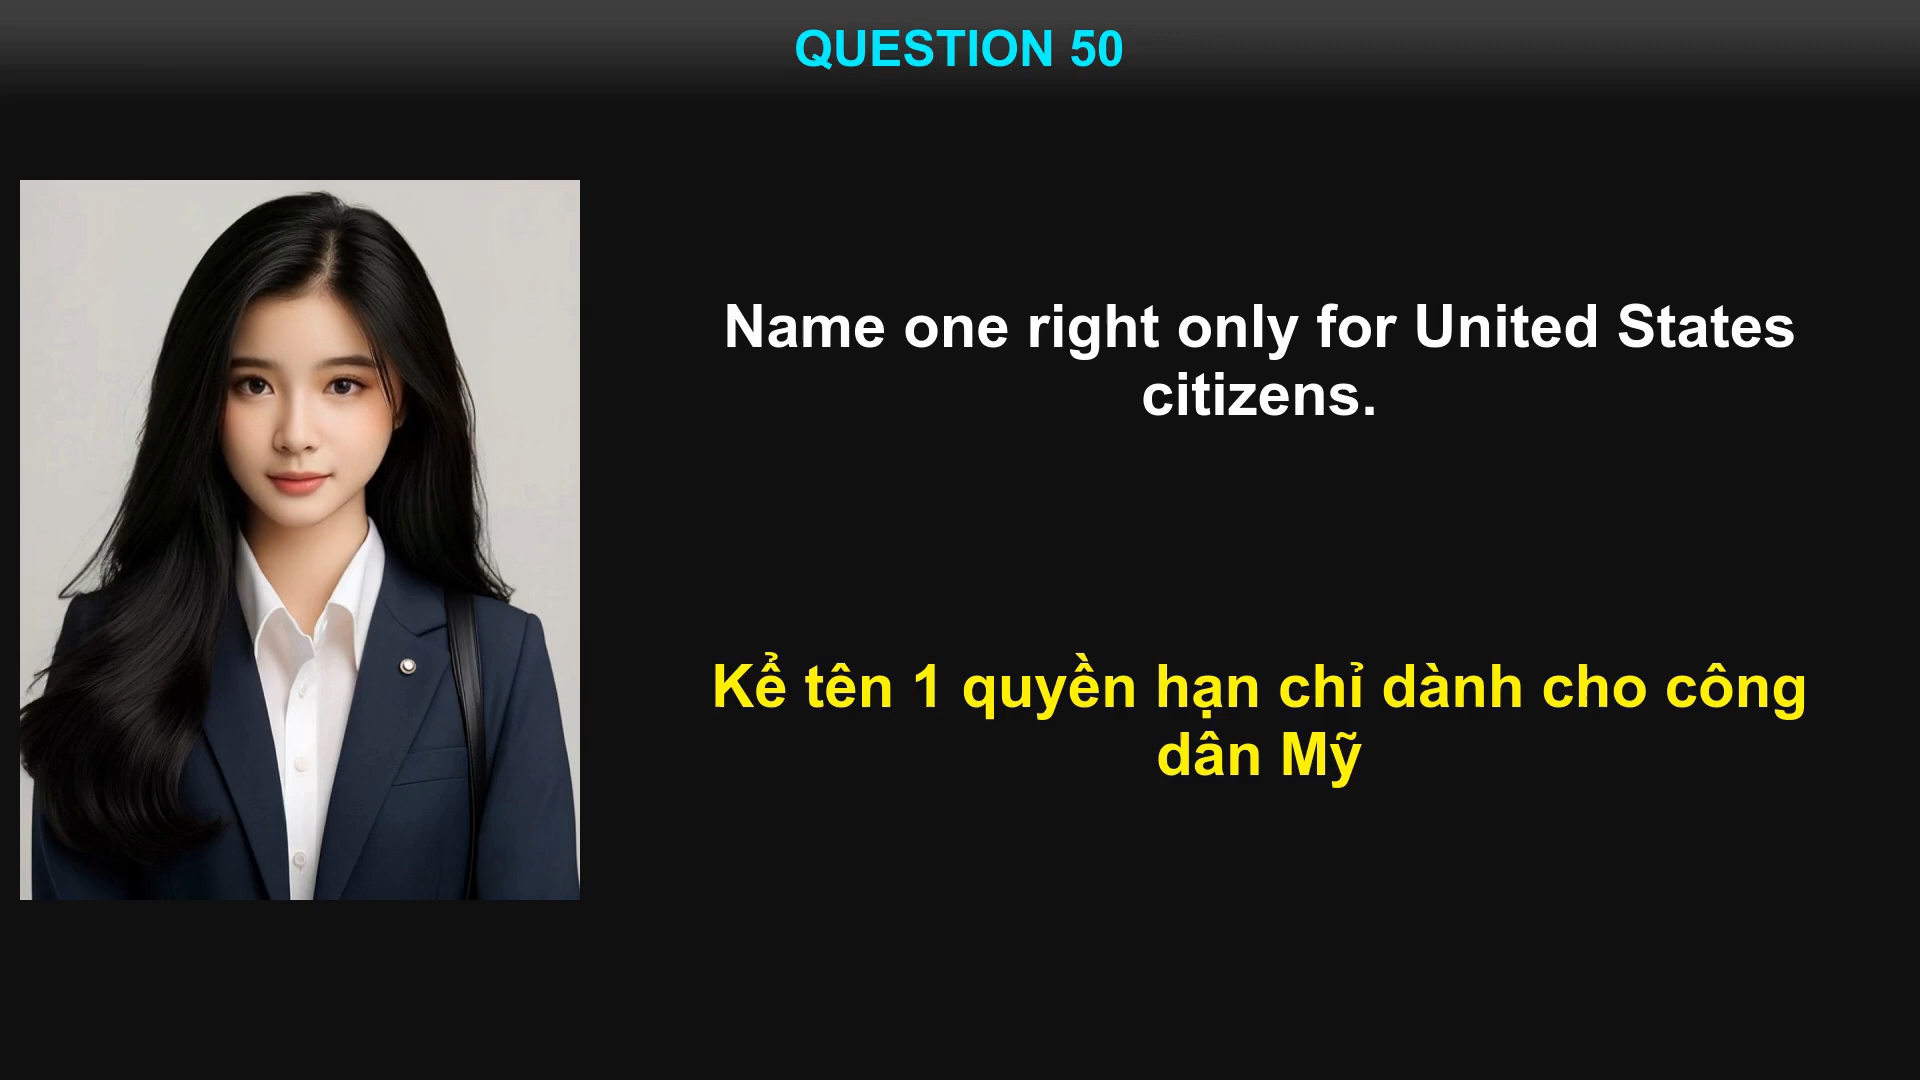 QUESTION 50
Name one right only for United States
citizens.
Kể tên 1 quyền hạn chỉ dành cho công
dân Mỹ